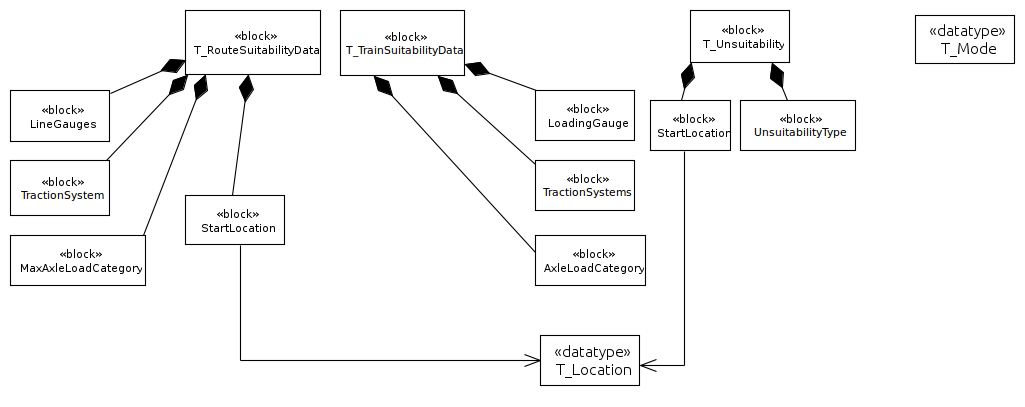 «block»
T_RouteSuitabilityData
«block»
T_TrainSuitabilityData
«block»
T_Unsuitability
«datatype»
T_Mode
«block»
LineGauges
«block»
LoadingGauge
«block»
StartLocation
«block»
UnsuitabilityType
«block»
TractionSystem
«block»
TractionSystems
«block»
StartLocation
«block»
MaxAxleLoadCategory
«block»
AxleLoadCategory
«datatype»
T_Location